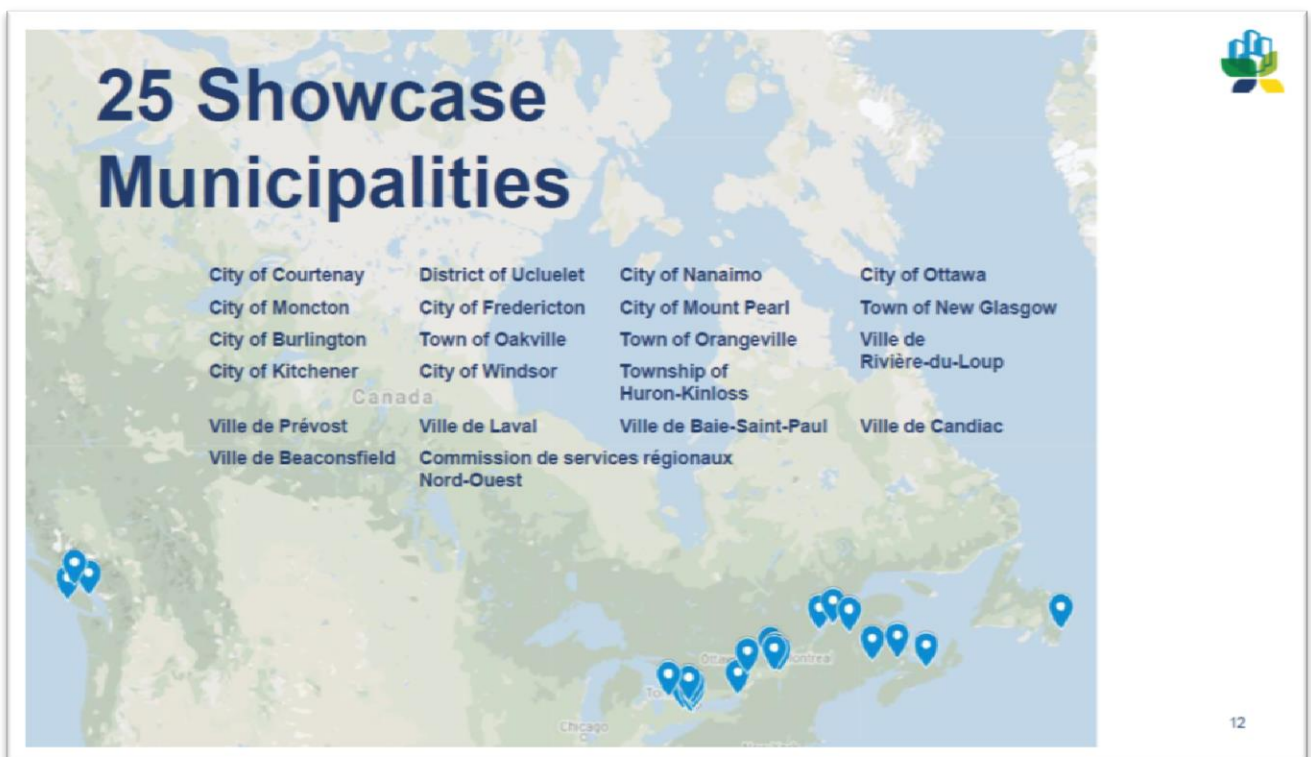 25 Showcase
Municipalities
City of Courtenay District of Ucluelet City of Nanaimo City of Ottawa
City of Moncton City of Fredericton City of Mount Pearl Town of New Glasgow
City of Burlington Town of Oakville Town of Orangeville Ville de
Rivière-du-Loup
City of Kitchener City of Windsor Township of
Huron-Kinloss
Canada
Ville de Prévost Ville de Laval Ville de Baie-Saint-Paul Ville de Candiac
Ville de Beaconsfield Commission de services régionaux
Nord-Ouest
Chicago
12